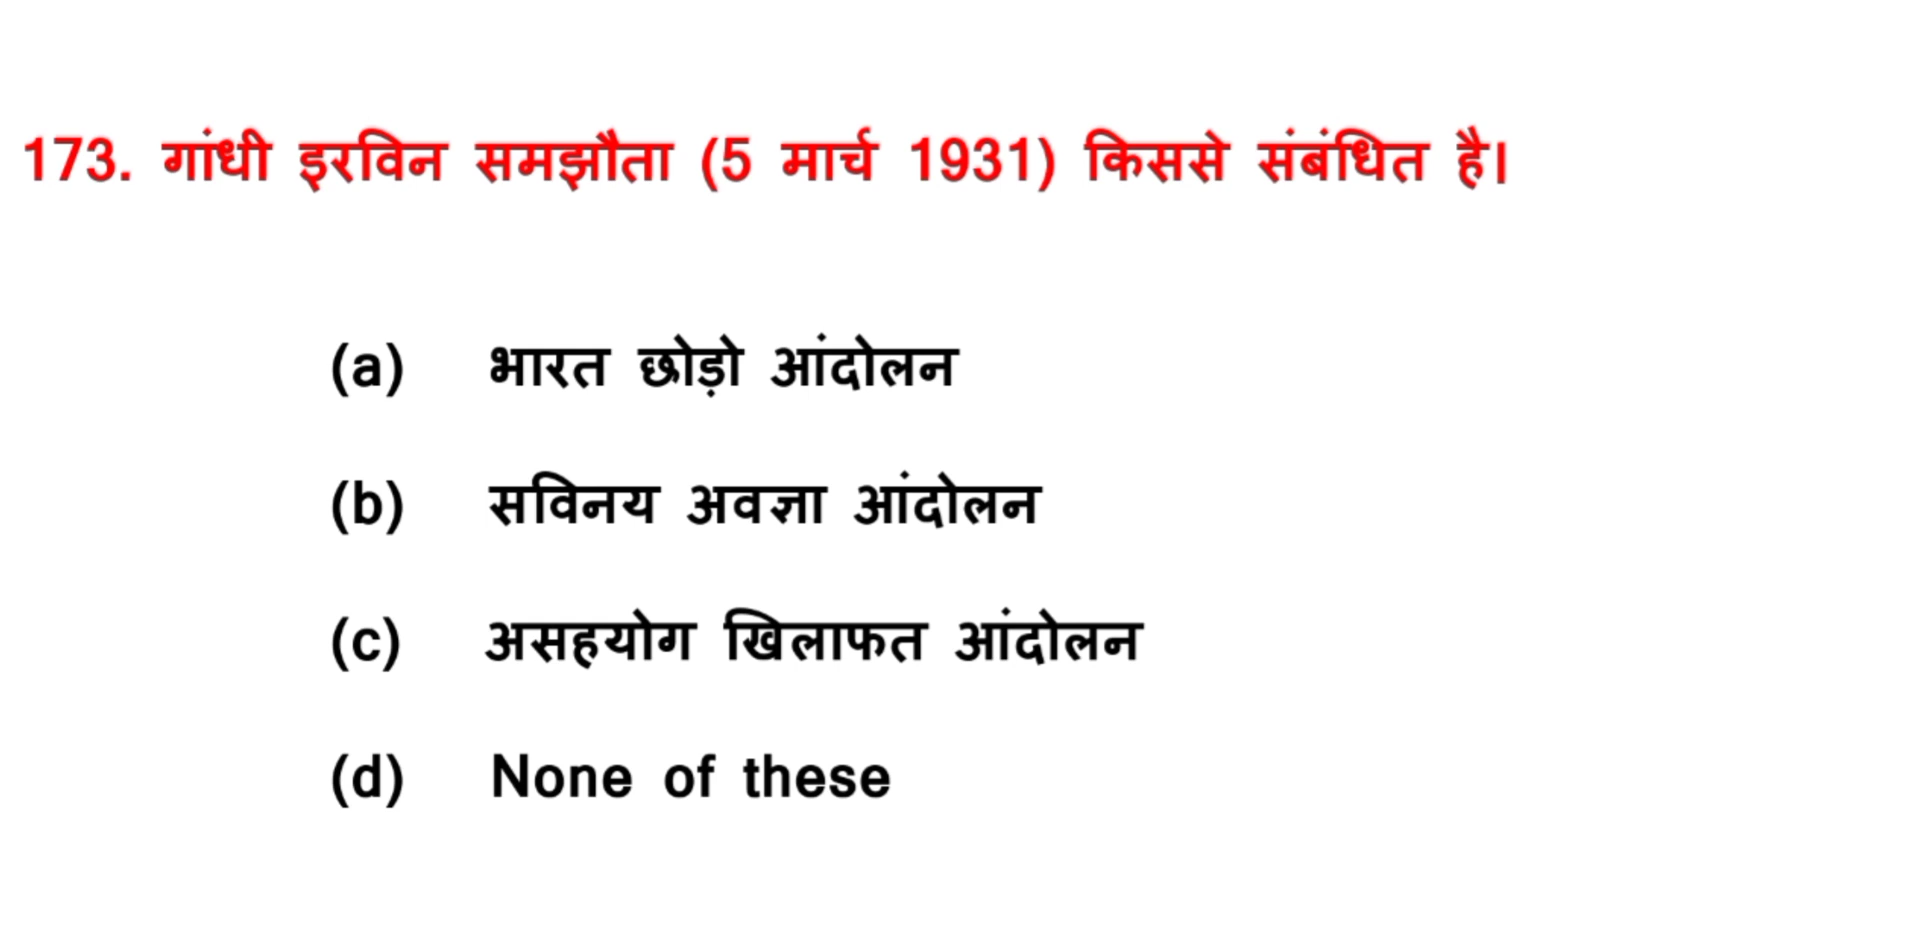 173. गांधी इरविन समझौता (5 मार्च 1931) किससे संबंधित है।
(a) भारत छोड़ो आंदोलन
(b) सविनय अवज्ञा आंदोलन
(c) असहयोग खिलाफत आंदोलन
(d) None of these